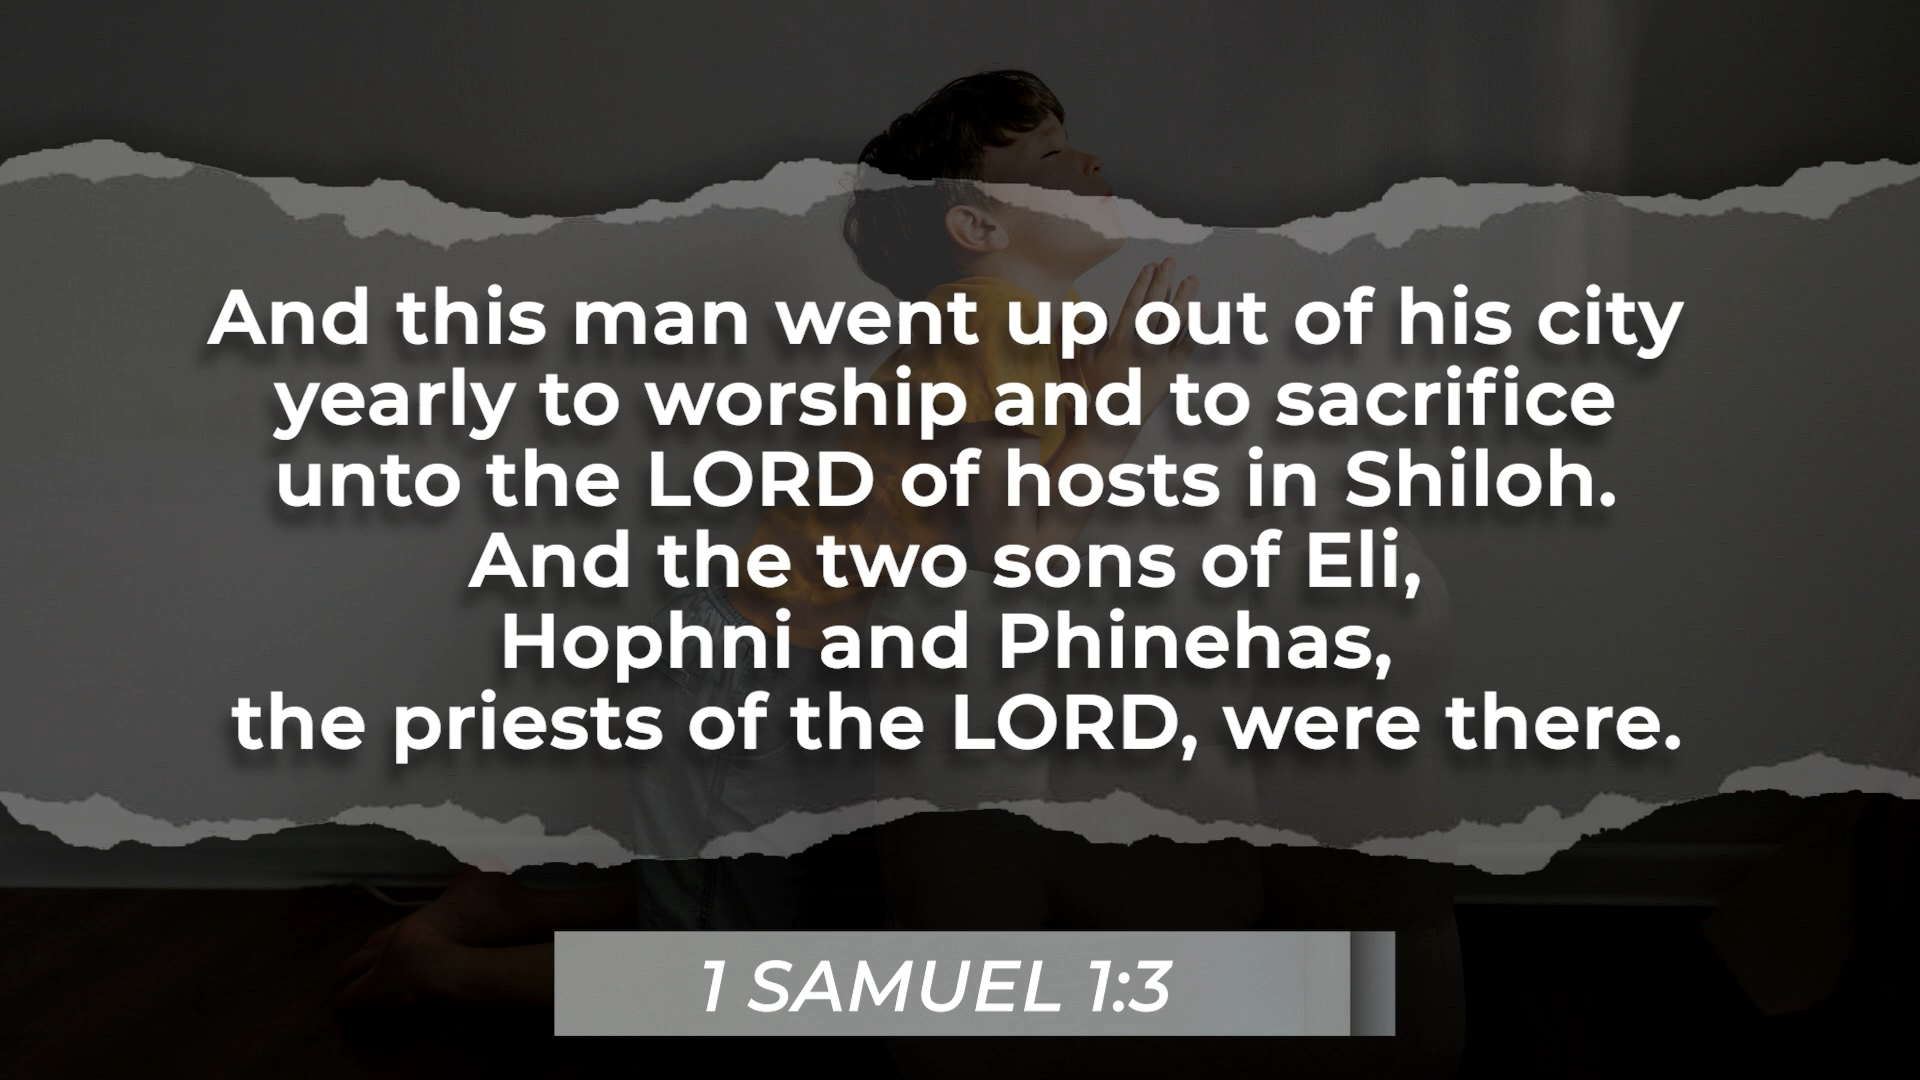 And this man went up out of his city
yearly to worship and to sacrifice
unto the LORD of hosts in Shiloh.
And the two sons of Eli,
Hophni and Phinehas,
the priests of the LORD, were there.
1 SAMUEL 1:3